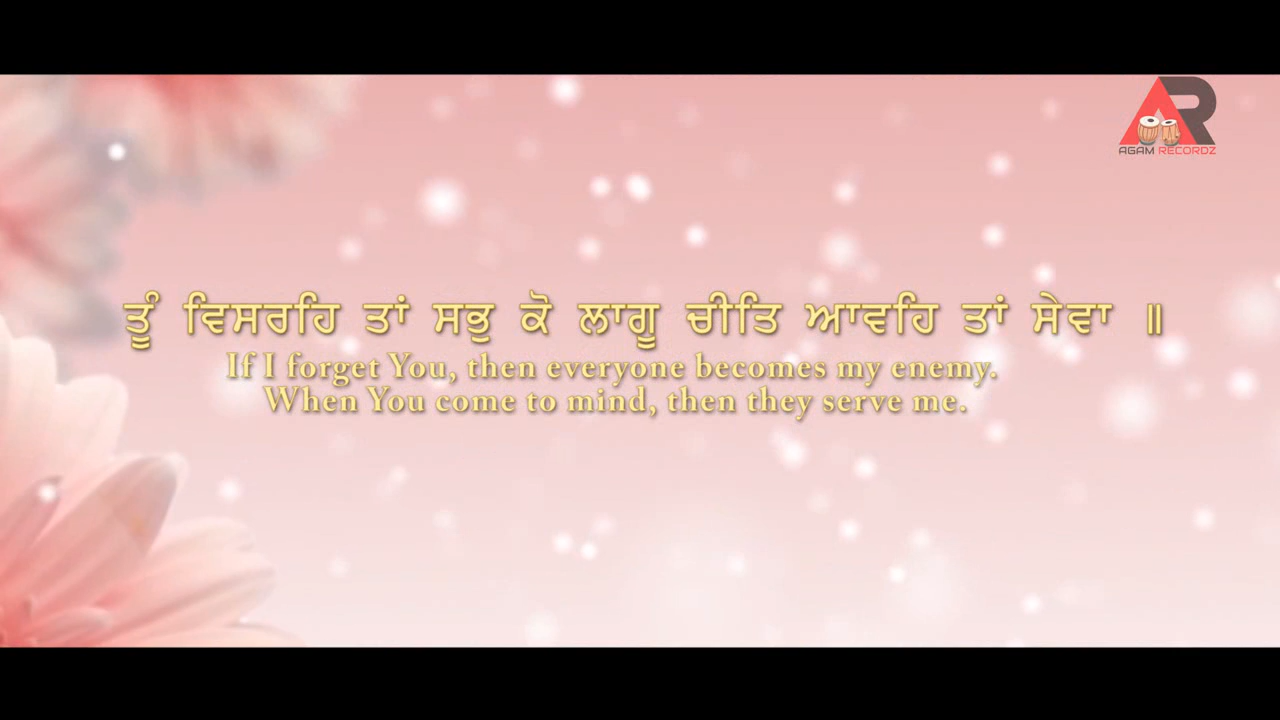 AGAM RECORDZ
ਤੂੰ ਵਿਸਰਹਿ ਤਾਂ ਸਭੁ ਕੋ ਲਾਗੂ ਚੀਤਿ ਆਵਹਿ ਤਾਂ ਸੇਵਾ ॥
If I forget You, then everyone becomes my enemy.
When You come to mind, then they serve me.